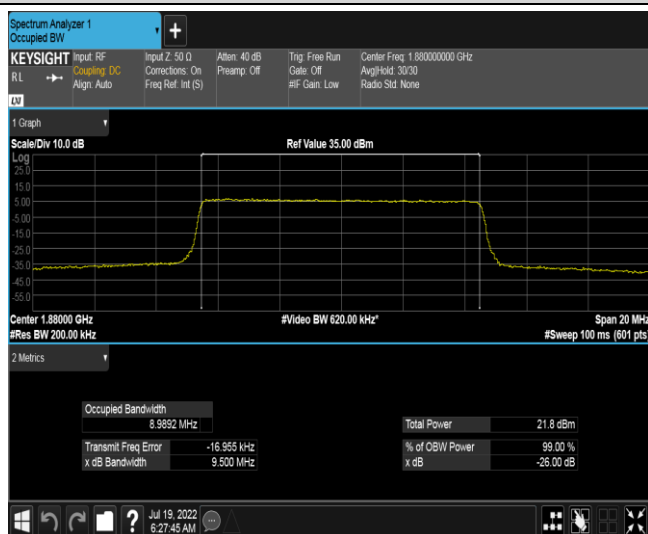 Spectrum Analyzer 1
Occupied BW
+
KEYSIGHT
RL
LXI
Input: RF
Coupling: DC
Align: Auto
Input Z: 50 Ω
Corrections: On
Freq Ref: Int (S)
Atten: 40 dB
Preamp: Off
Trig: Free Run
Gate: Off
#IF Gain: Low
Center Freq: 1.880000000 GHz
Avg|Hold: 30/30
Radio Std: None
1 Graph
Scale/Div 10.0 dB
Ref Value 35.00 dBm
Log
25.0
15.0
5.00
-5.00
-15.0
-25.0
-35.0
-45.0
-55.0
Center 1.88000 GHz
#Video BW 620.00 kHz*
Span 20 MHz
#Res BW 200.00 kHz
#Sweep 100 ms (601 pts)
2 Metrics
Occupied Bandwidth
8.9892 MHz
Total Power 21.8 dBm
Transmit Freq Error -16.955 kHz
% of OBW Power 99.00 %
x dB Bandwidth 9.500 MHz
x dB -26.00 dB
?
Jul 19, 2022
6:27:45 AM